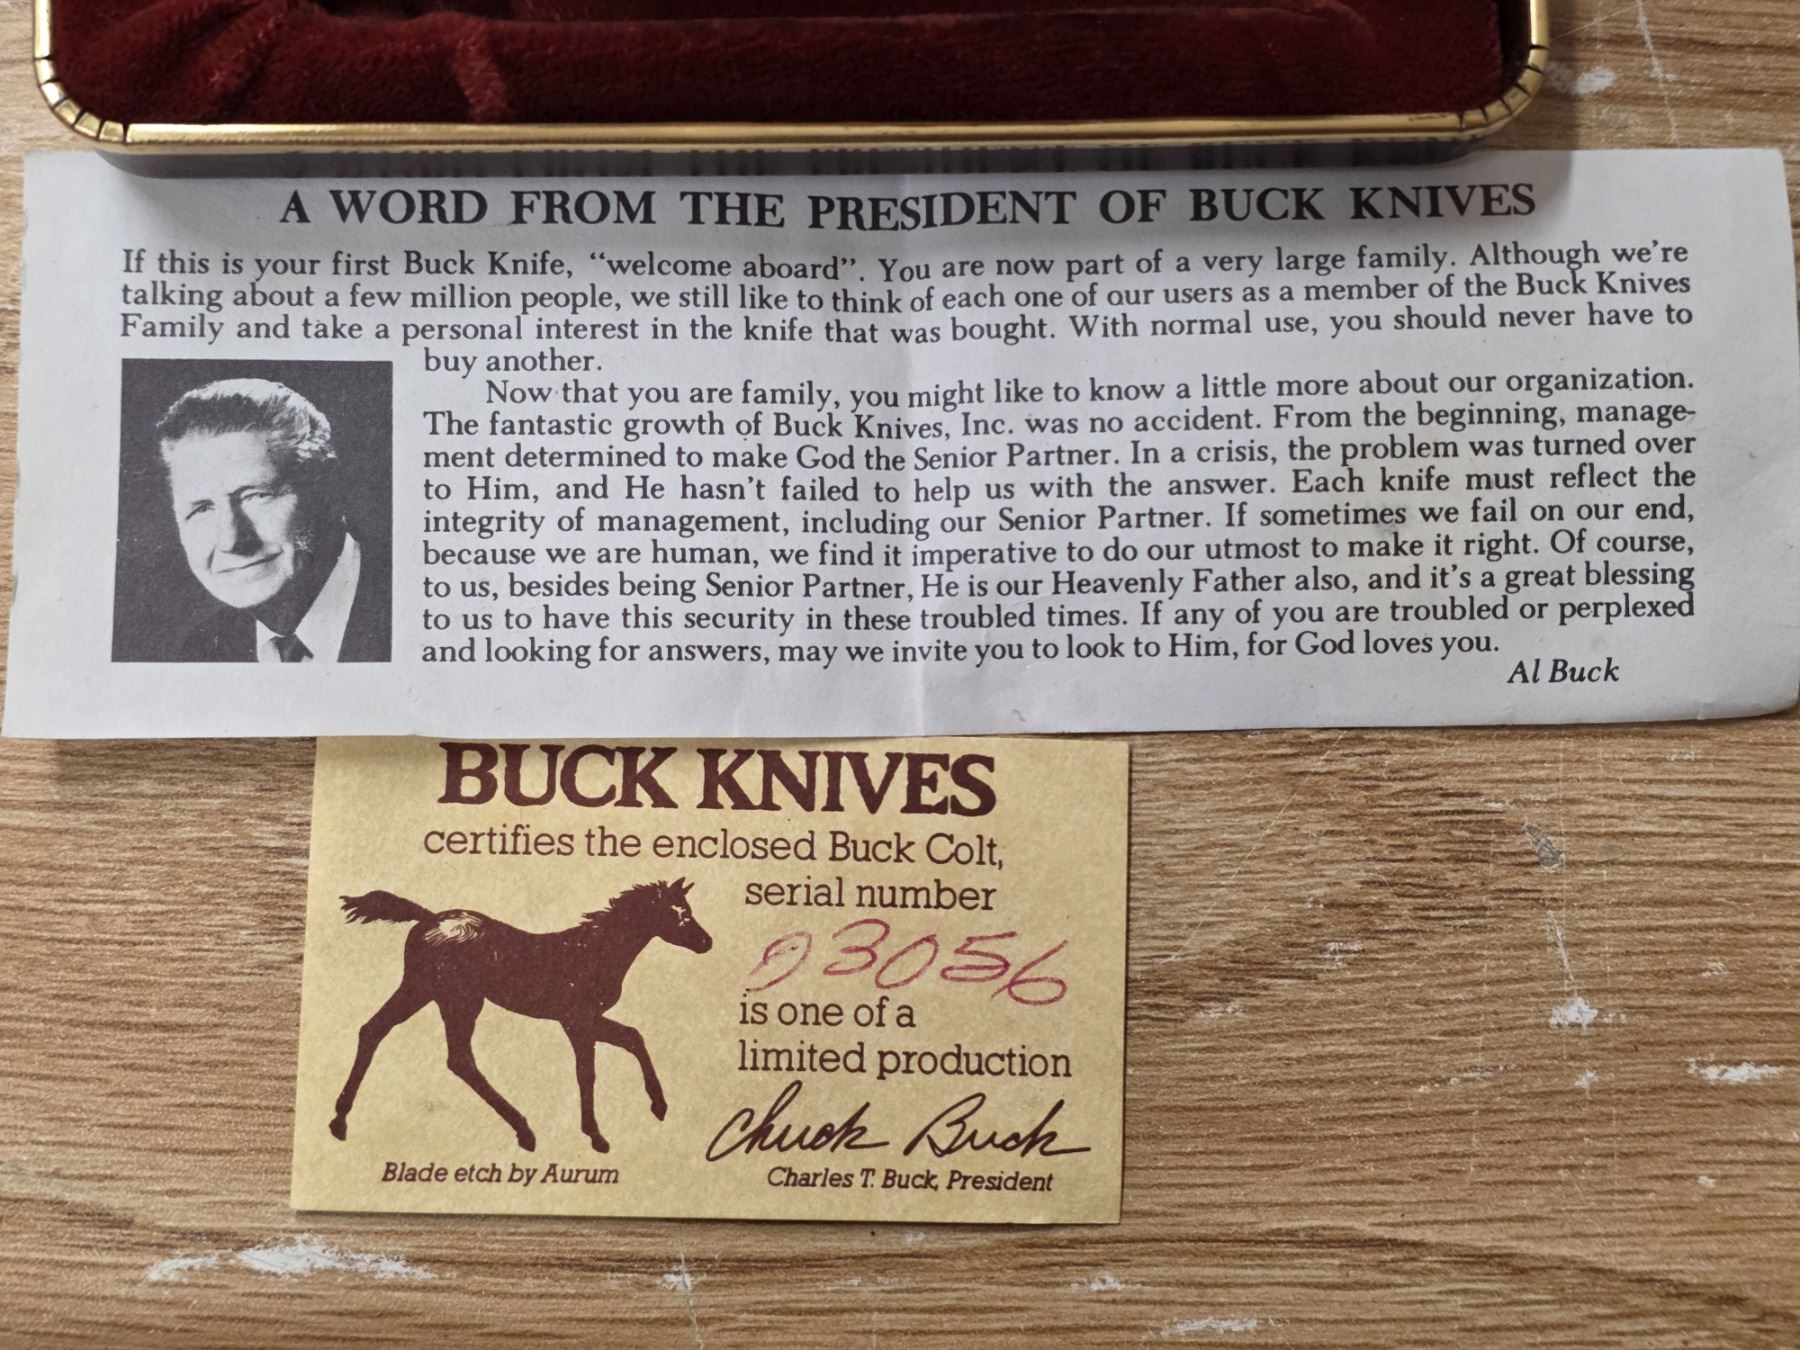 A WORD FROM THE PRESIDENT OF BUCK KNIVES
If this is your first Buck Knife, “welcome aboard”. You are now part of a very large family. Although we’re
talking about a few million people, we still like to think of each one of our users as a member of the Buck Knives
Family and take a personal interest in the knife that was bought. With normal use, you should never have to
buy another.
Now that you are family, you might like to know a little more about our organization.
The fantastic growth of Buck Knives, Inc. was no accident. From the beginning, manage-
ment determined to make God the Senior Partner. In a crisis, the problem was turned over
to Him, and He hasn’t failed to help us with the answer. Each knife must reflect the
integrity of management, including our Senior Partner. If sometimes we fail on our end,
because we are human, we find it imperative to do our utmost to make it right. Of course,
to us, besides being Senior Partner, He is our Heavenly Father also, and it’s a great blessing
to us to have this security in these troubled times. If any of you are troubled or perplexed
and looking for answers, may we invite you to look to Him, for God loves you.
Al Buck
BUCK KNIVES
certifies the enclosed Buck Colt,
serial number
03056
is one of a
limited production
Chuck Buck
Blade etch by Aurum
Charles T. Buck, President